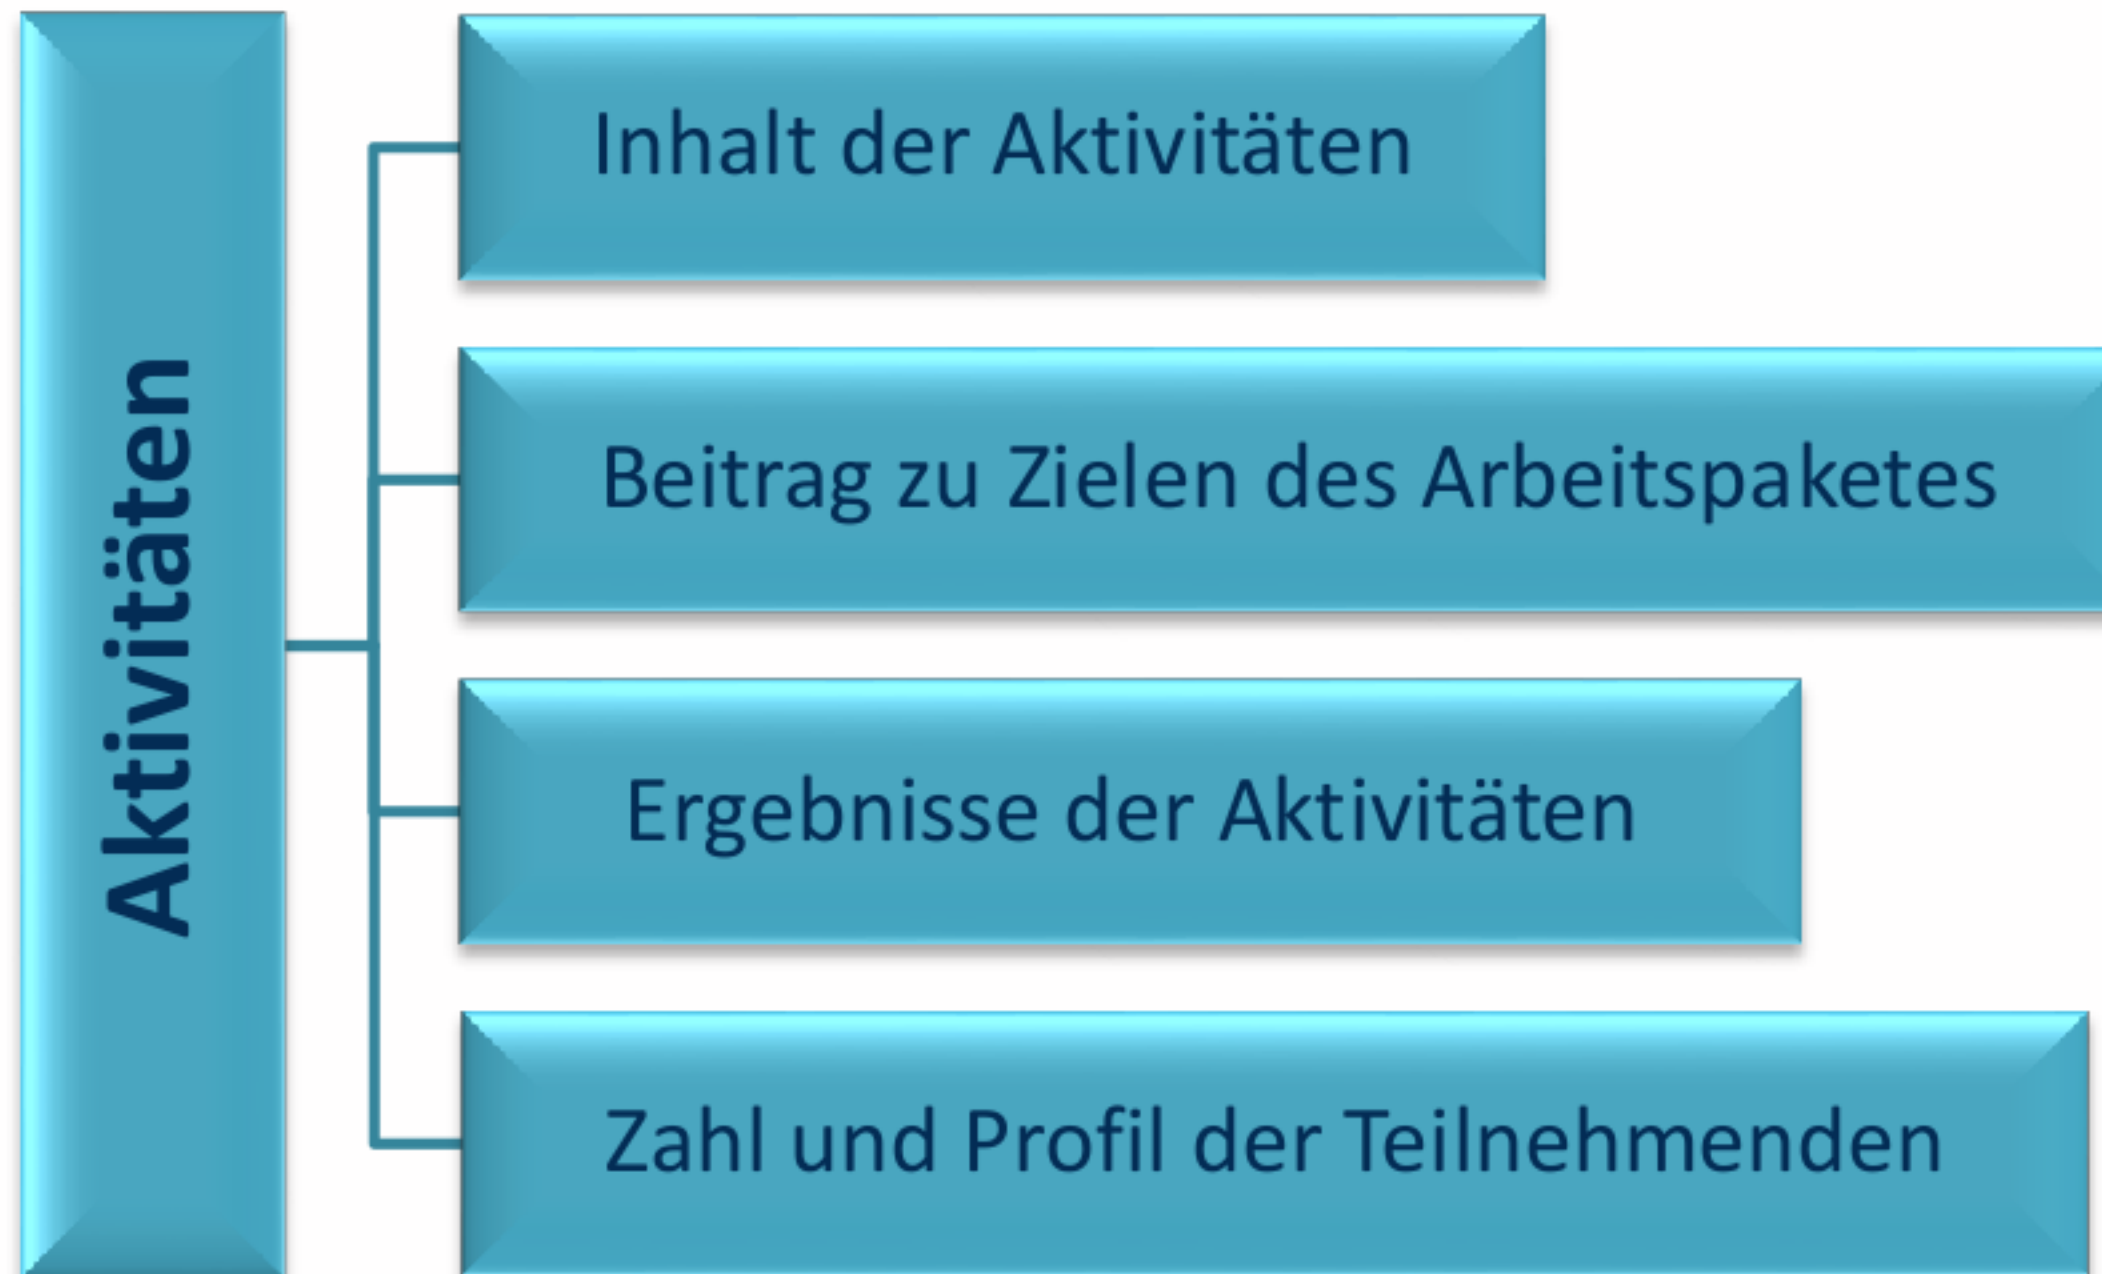 Aktivitäten
Inhalt der Aktivitäten
Beitrag zu Zielen des Arbeitspaketes
Ergebnisse der Aktivitäten
Zahl und Profil der Teilnehmenden